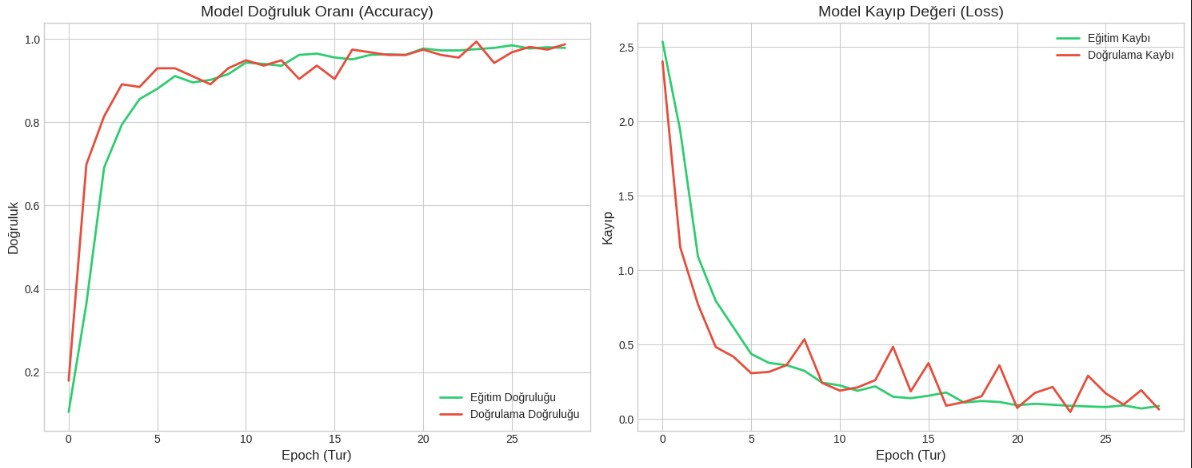 Model Doğruluk Oranı (Accuracy)
1.0
0.8
0.6
0.4
0.2
Doğruluk
0 5 10 15 20 25
Epoch (Tur)
Eğitim Doğruluğu
Doğrulama Doğruluğu
Model Kayıp Değeri (Loss)
2.5
2.0
1.5
1.0
0.5
0.0
Kayıp
0 5 10 15 20 25
Epoch (Tur)
Eğitim Kaybı
Doğrulama Kaybı